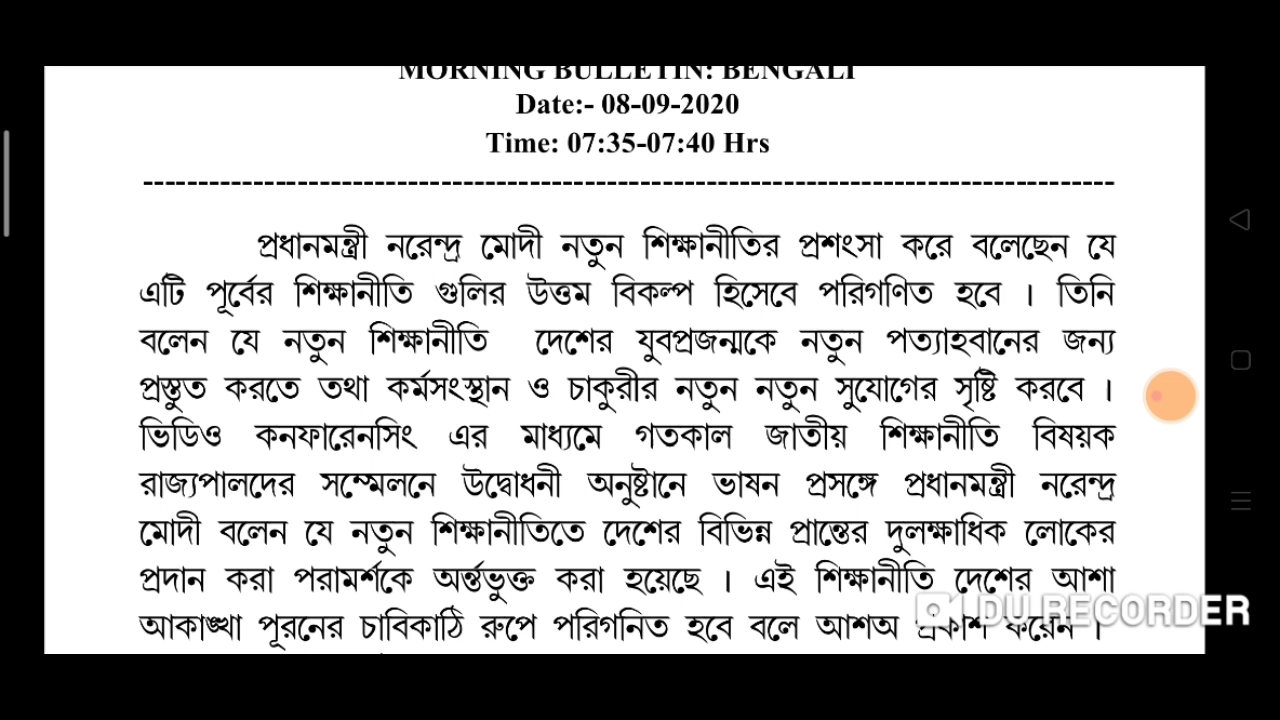 MORNING BULLETIN: BENGALI
Date:- 08-09-2020
Time: 07:35-07:40 Hrs
প্রধানমন্ত্রী নরেন্দ্র মোদী নতুন শিক্ষানীতির প্রশংসা করে বলেছেন যে
এটি পূর্বের শিক্ষানীতি গুলির উত্তম বিকল্প হিসেবে পরিগণিত হবে । তিনি
বলেন যে নতুন শিক্ষানীতি দেশের যুবপ্রজন্মকে নতুন পত্যাহবানের জন্য
প্রস্তুত করতে তথা কর্মসংস্থান ও চাকুরীর নতুন নতুন সুযোগের সৃষ্টি করবে ।
ভিডিও কনফারেনসিং এর মাধ্যমে গতকাল জাতীয় শিক্ষানীতি বিষয়ক
রাজ্যপালদের সম্মেলনে উদ্বোধনী অনুষ্টানে ভাষন প্রসঙ্গে প্রধানমন্ত্রী নরেন্দ্র
মোদী বলেন যে নতুন শিক্ষানীতিতে দেশের বিভিন্ন প্রান্তের দুলক্ষাধিক লোকের
প্রদান করা পরামর্শকে অর্ন্তভুক্ত করা হয়েছে । এই শিক্ষানীতি দেশের আশা
আকাঙ্খা পূরনের চাবিকাঠি রুপে পরিগনিত হবে বলে আশঅ প্রকাশ করেন ।
DU RECORDER